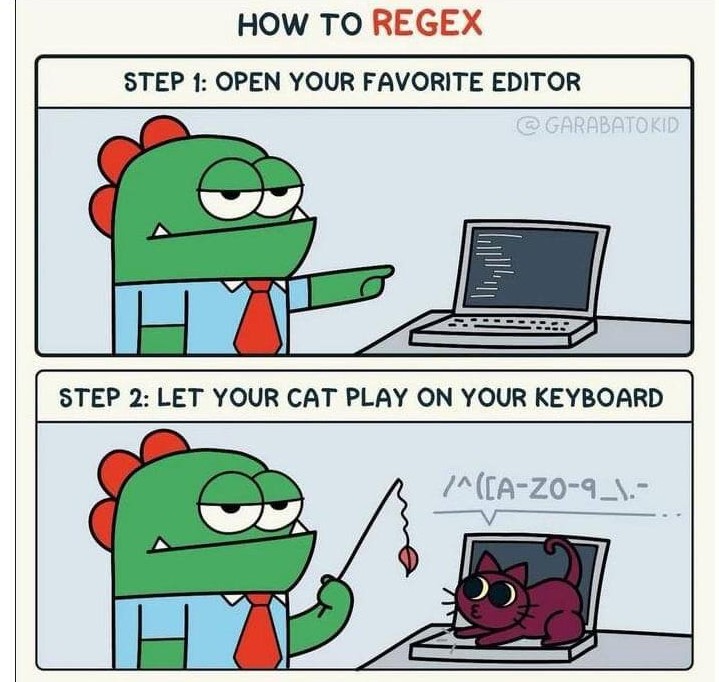 HOW TO REGEX
STEP 1: OPEN YOUR FAVORITE EDITOR
@ GARABATOKID
STEP 2: LET YOUR CAT PLAY ON YOUR KEYBOARD
/^([A-Z0-9_\.-